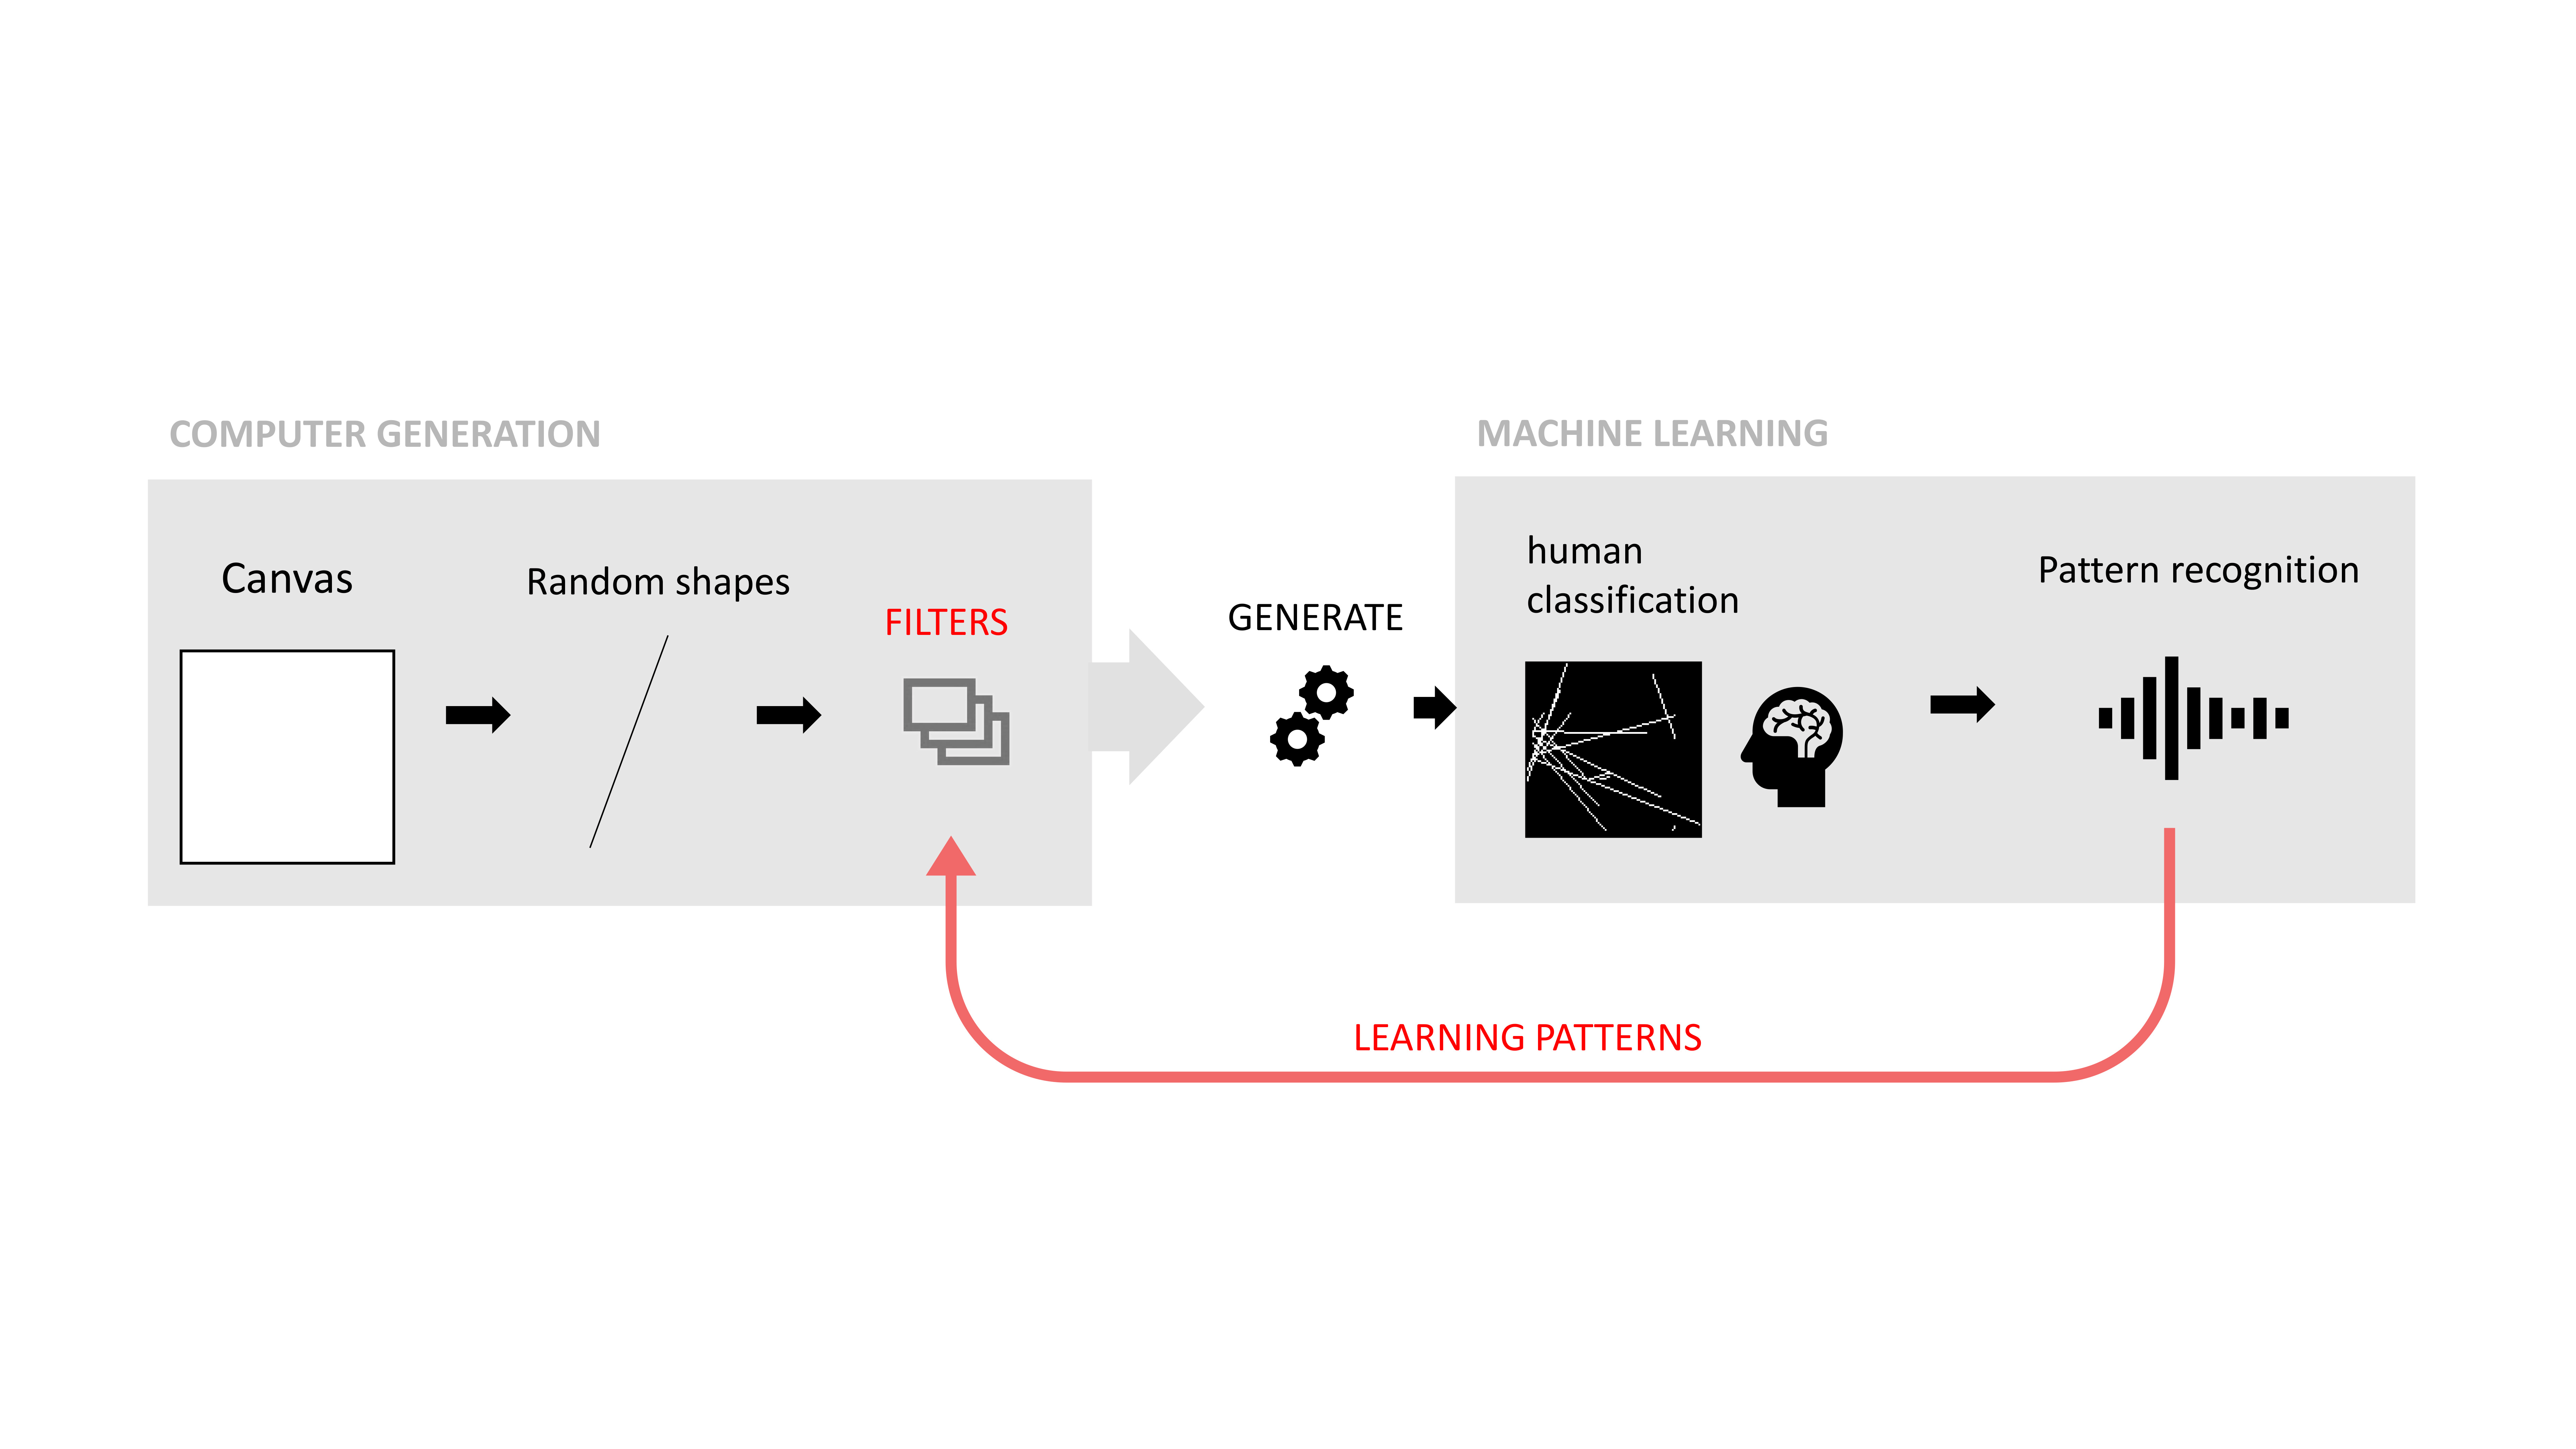 COMPUTER GENERATION
Canvas
Random shapes
FILTERS
GENERATE
MACHINE LEARNING
human
classification
Pattern recognition
LEARNING PATTERNS